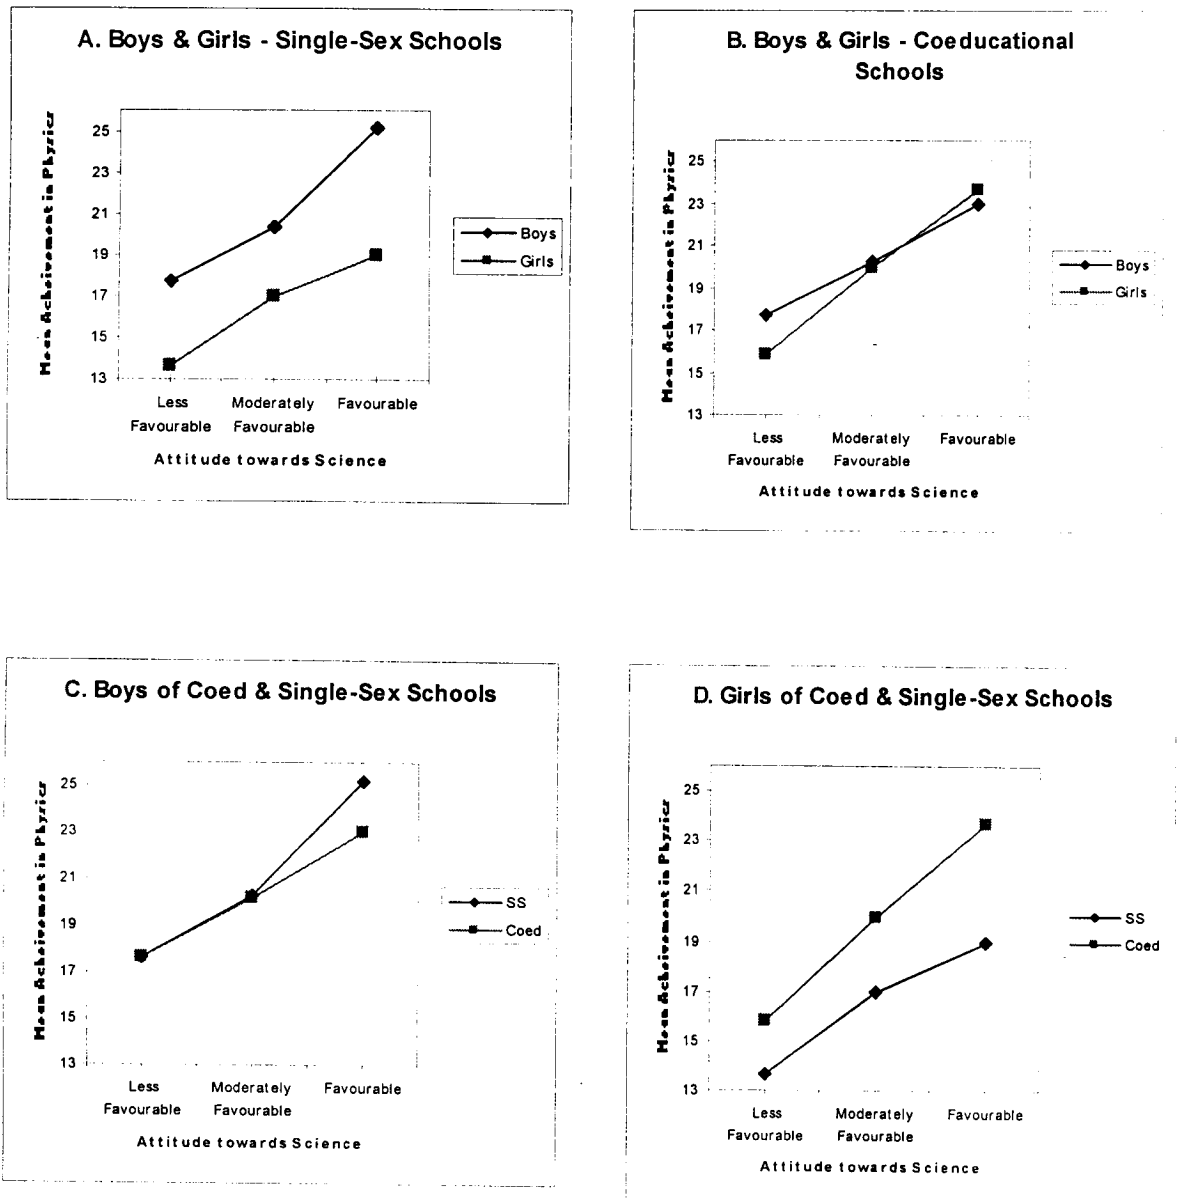 A. Boys & Girls - Single-Sex Schools
Mean Acheivement in Physics
25
23
21
19
17
15
13
Less
Favourable
Moderately
Favourable
Favourable
Attitude towards Science
Boys
Girls
B. Boys & Girls - Coeducational
Schools
Mean Acheivement in Physics
25
23
21
19
17
15
13
Less
Favourable
Moderately
Favourable
Favourable
Attitude towards Science
Boys
Girls
C. Boys of Coed & Single-Sex Schools
Mean Acheivement in Physics
25
23
21
19
17
15
13
Less
Favourable
Moderately
Favourable
Favourable
Attitude towards Science
SS
Coed
D. Girls of Coed & Single-Sex Schools
Mean Acheivement in Physics
25
23
21
19
17
15
13
Less
Favourable
Moderately
Favourable
Favourable
Attitude towards Science
SS
Coed